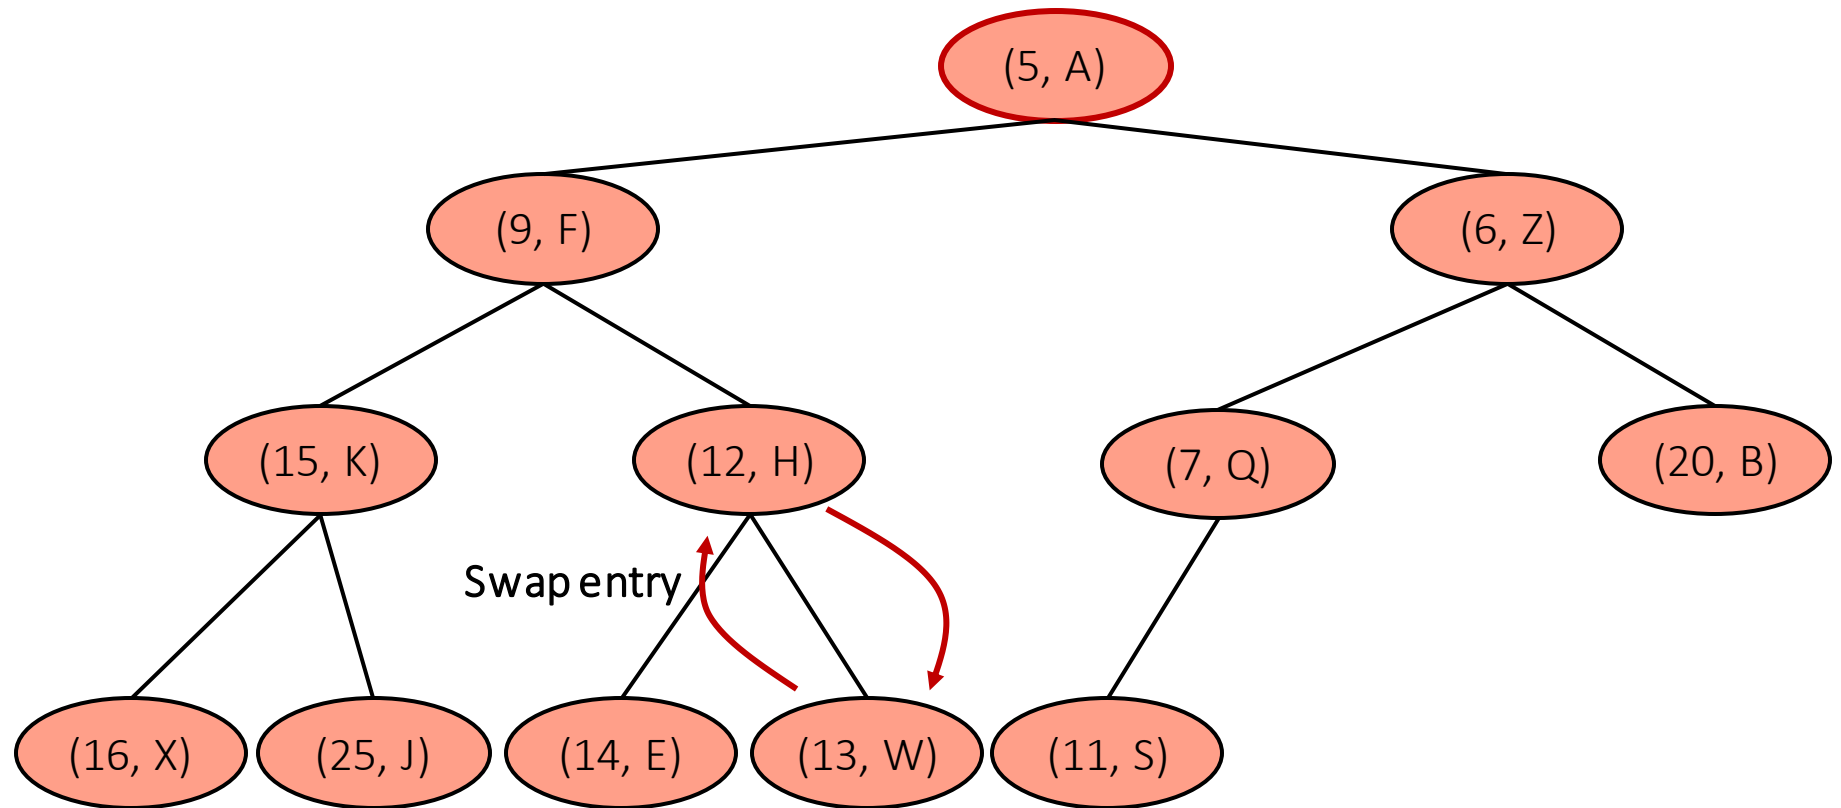 (5, A)
(9, F)
(6, Z)
(15, K)
(12, H)
(7, Q)
(20, B)
Swap entry
(16, X)
(25, J)
(14, E)
(13, W)
(11, S)